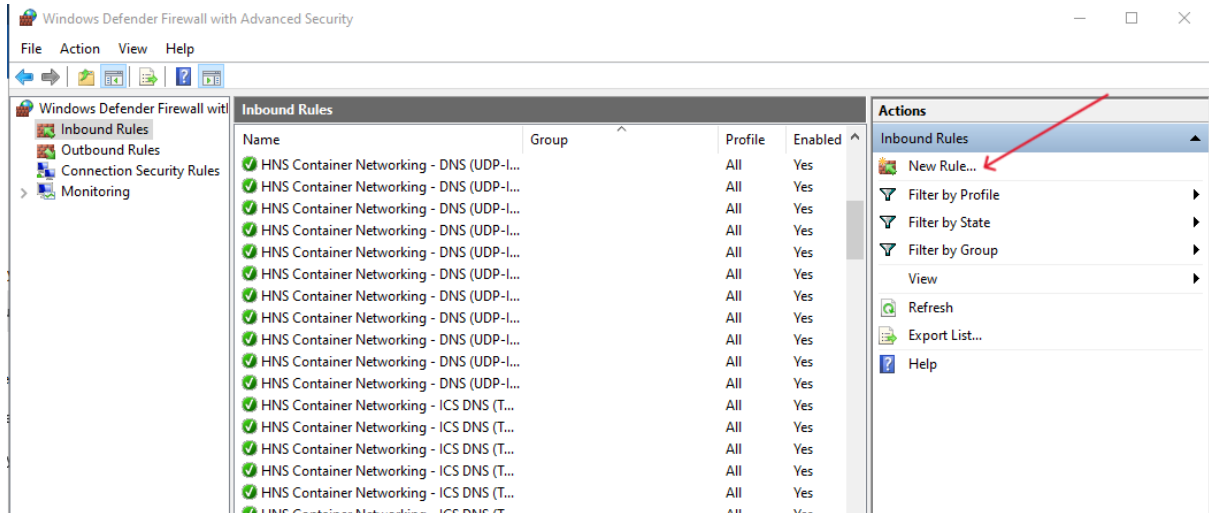 Windows Defender Firewall with Advanced Security
File Action View Help
Windows Defender Firewall witl
Inbound Rules
Outbound Rules
Connection Security Rules
Monitoring
Inbound Rules
Name Group Profile Enabled
HNS Container Networking - DNS (UDP-I... All Yes
HNS Container Networking - DNS (UDP-I... All Yes
HNS Container Networking - DNS (UDP-I... All Yes
HNS Container Networking - DNS (UDP-I... All Yes
HNS Container Networking - DNS (UDP-I... All Yes
HNS Container Networking - DNS (UDP-I... All Yes
HNS Container Networking - DNS (UDP-I... All Yes
HNS Container Networking - DNS (UDP-I... All Yes
HNS Container Networking - DNS (UDP-I... All Yes
HNS Container Networking - DNS (UDP-I... All Yes
HNS Container Networking - DNS (UDP-I... All Yes
HNS Container Networking - ICS DNS (T... All Yes
HNS Container Networking - ICS DNS (T... All Yes
HNS Container Networking - ICS DNS (T... All Yes
HNS Container Networking - ICS DNS (T... All Yes
HNS Container Networking - ICS DNS (T... All Yes
HNS Container Networking - ICS DNS (T All Yes
Actions
Inbound Rules
New Rule...
Filter by Profile
Filter by State
Filter by Group
View
Refresh
Export List...
Help